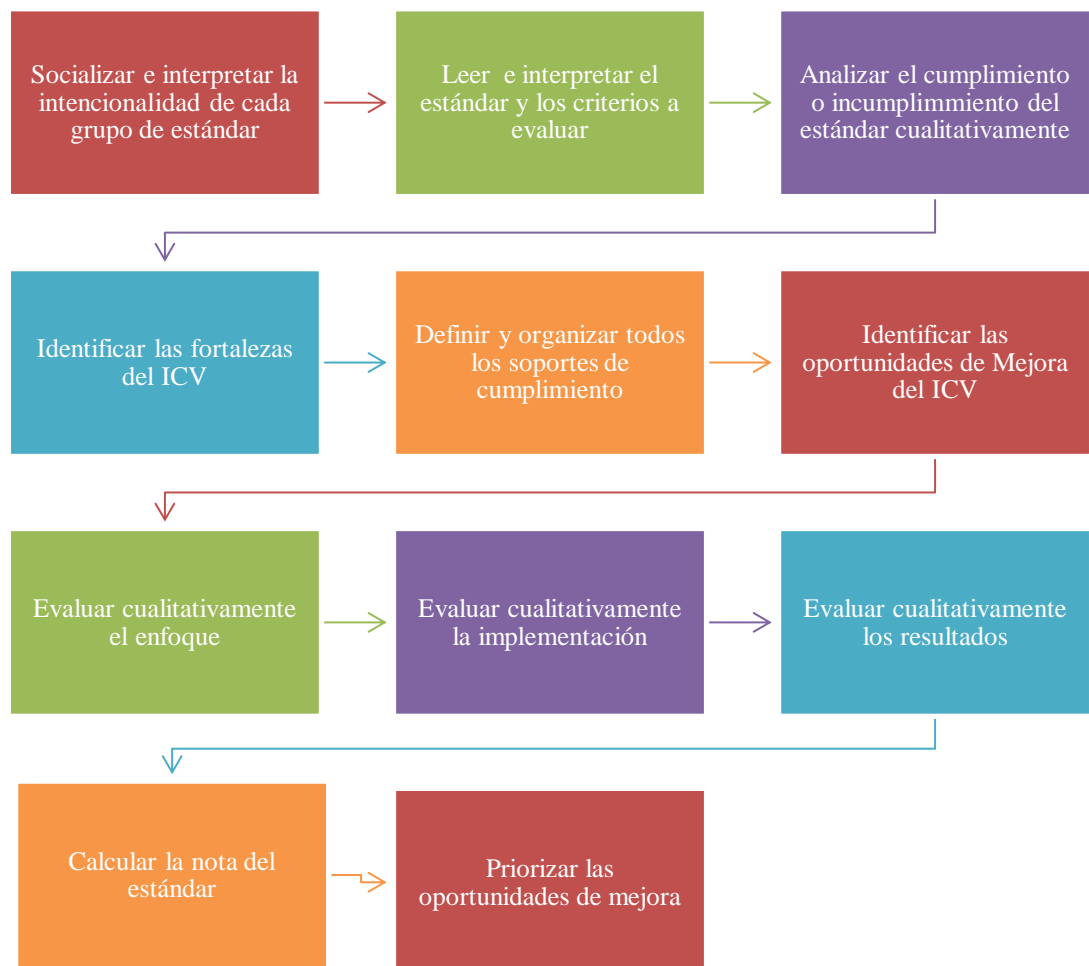 Socializar e interpretar la
intencionalidad de cada
grupo de estándar
Leer e interpretar el
estándar y los criterios a
evaluar
Analizar el cumplimiento
o incumplimmiento del
estándar cualitativamente
Identificar las fortalezas
del ICV
Definir y organizar todos
los soportes de
cumplimiento
Identificar las
oportunidades de Mejora
del ICV
Evaluar cualitativamente
el enfoque
Evaluar cualitativamente
la implementación
Evaluar cualitativamente
los resultados
Calcular la nota del
estándar
Priorizar las
oportunidades de mejora